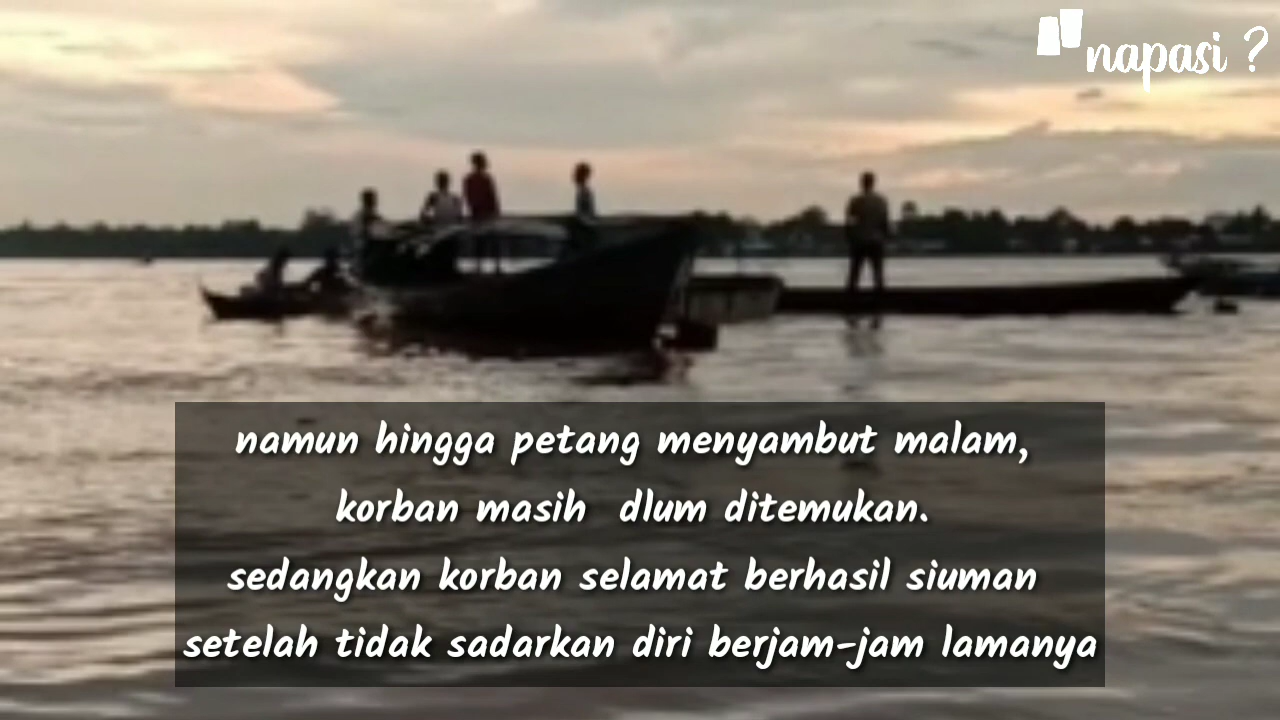 napasi ?
namun hingga petang menyambut malam,
korban masih dlum ditemukan.
sedangkan korban selamat berhasil siuman
setelah tidak sadarkan diri berjam-jam lamanya